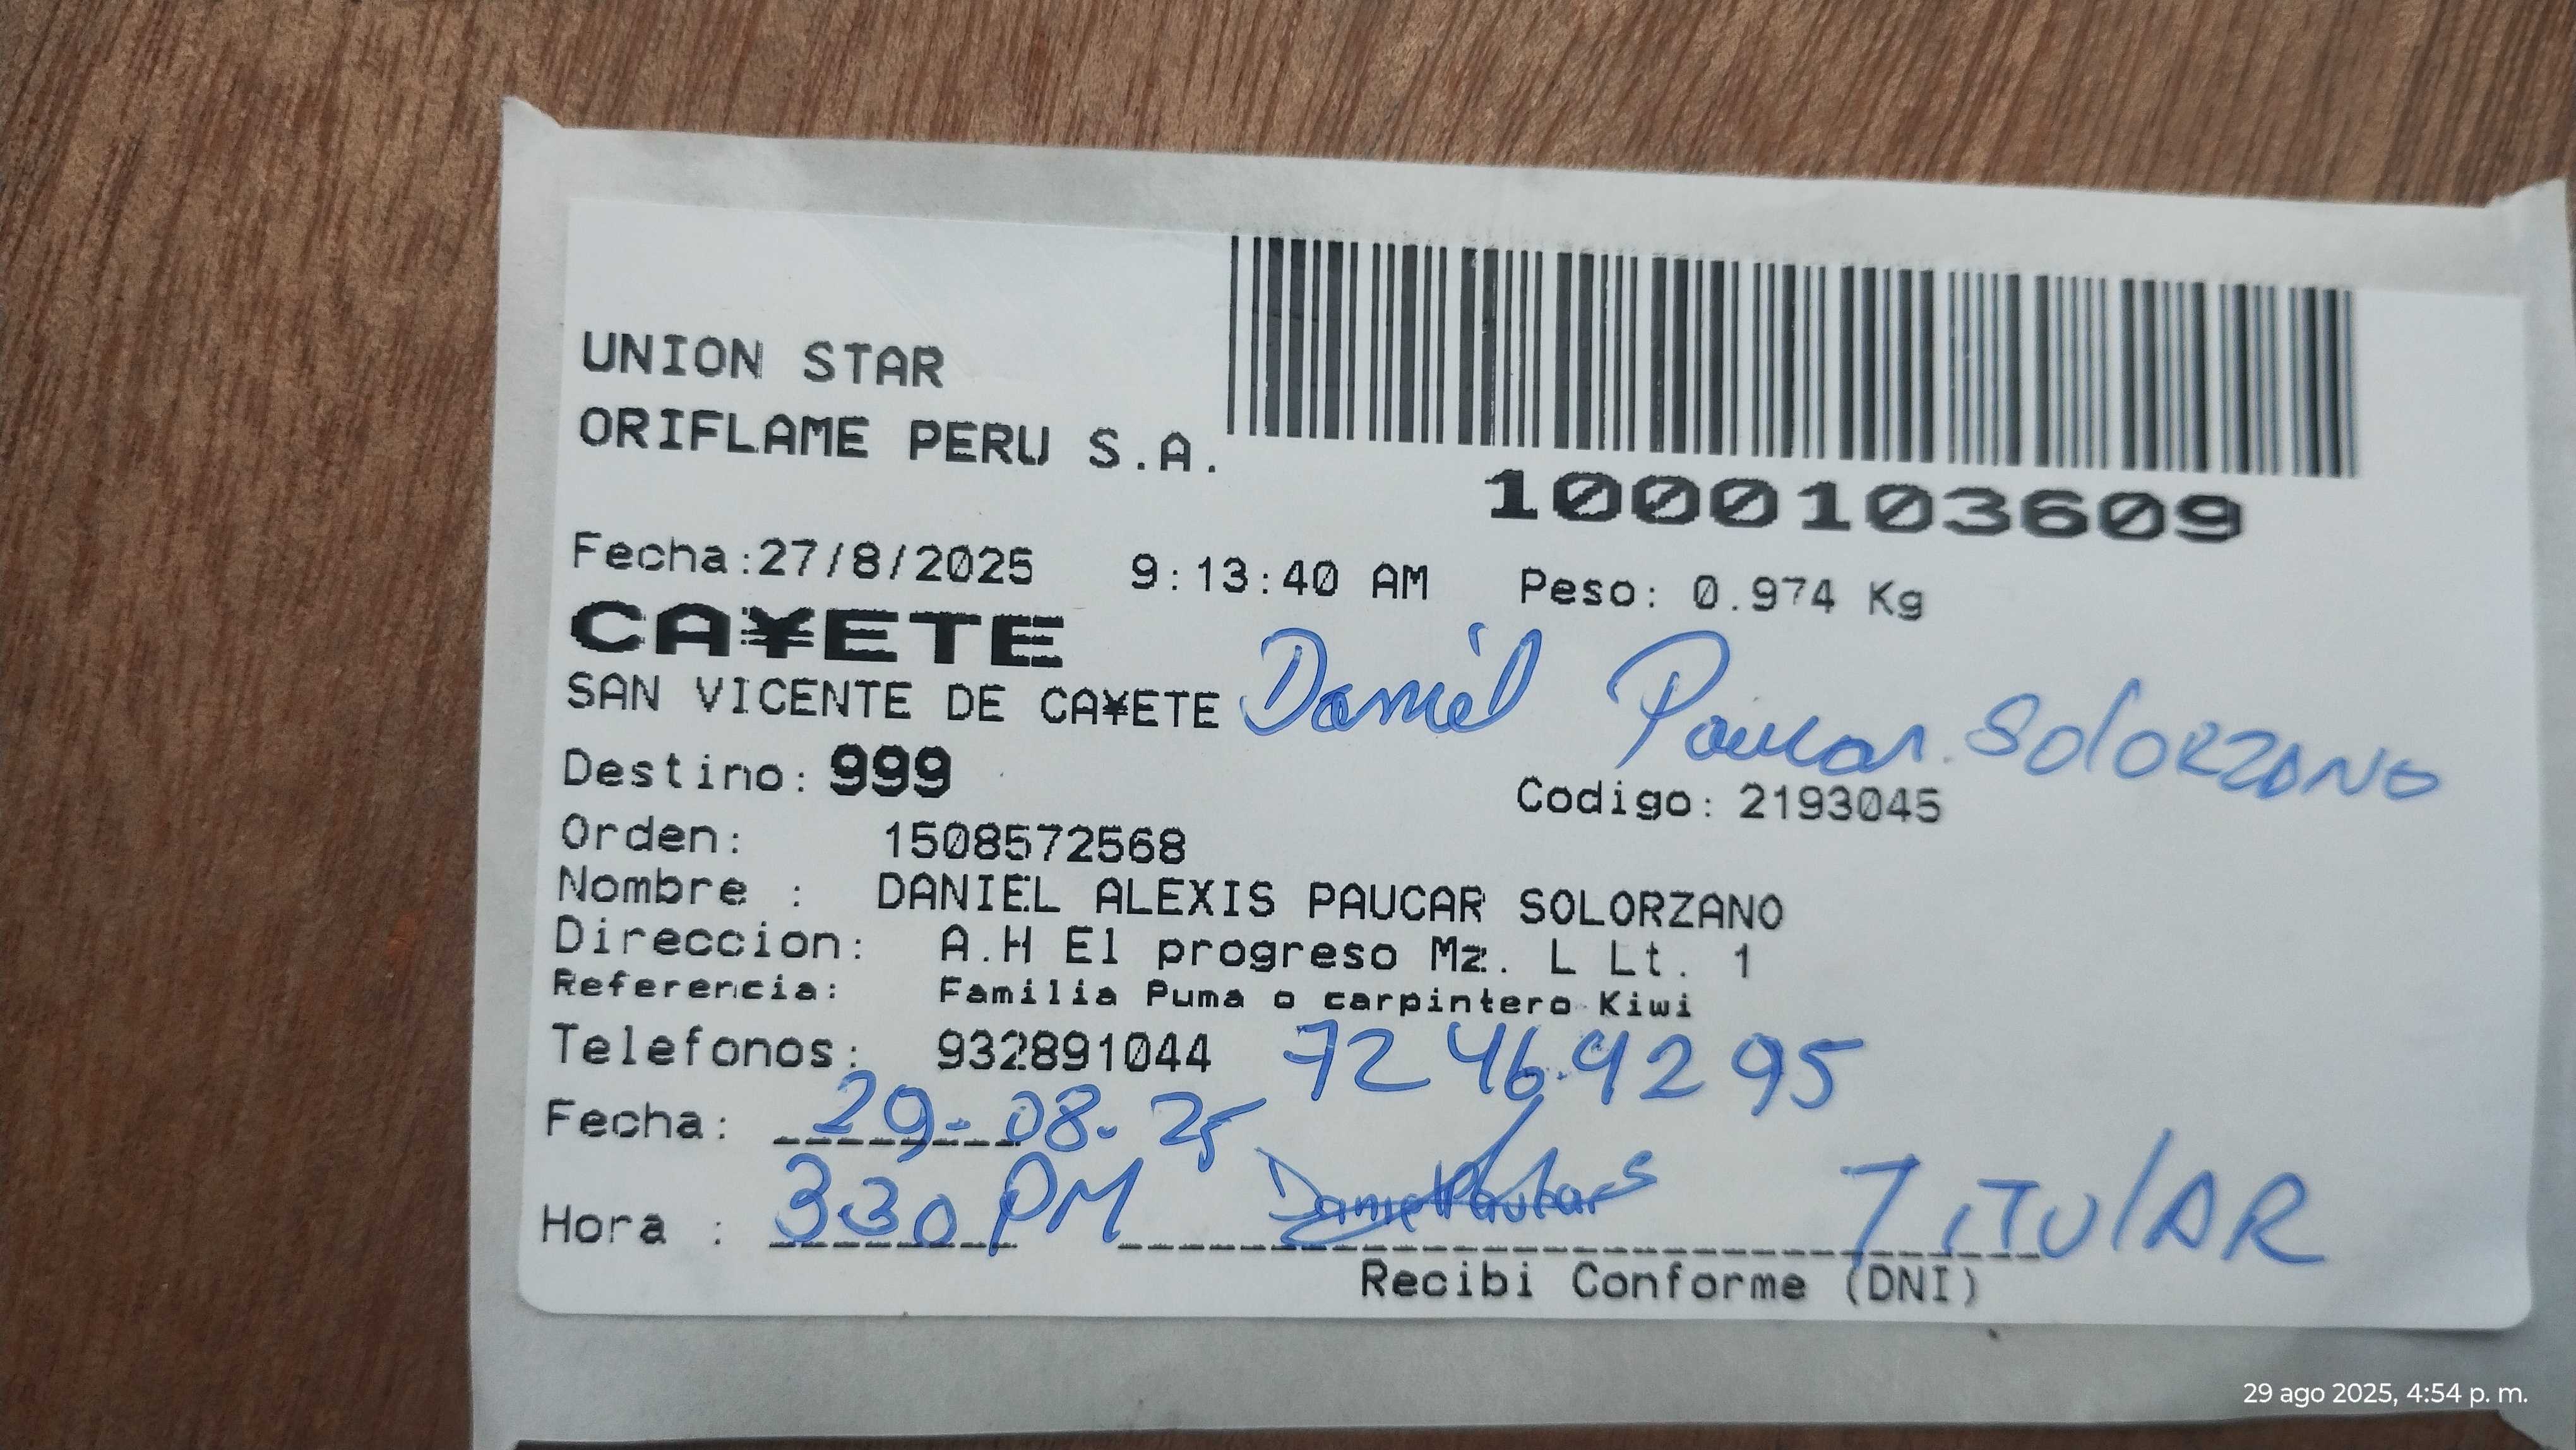 UNION STAR
ORIFLAME PERU S.A.
1000103609
Fecha:27/8/2025 9:13:40 AM Peso: 0.974 Kg
CA¥ETE
SAN VICENTE DE CA¥ETE Daniel Paucar Solorzano
Destino: 999 Codigo: 2193045
Orden: 1508572568
Nombre : DANIEL ALEXIS PAUCAR SOLORZANO
Direccion: A.H El progreso Mz. L Lt. 1
Referencia: Familia Puma o carpintero Kiwi
Telefonos: 932891044 72469295
Fecha: 29-08-25
Hora : 330 PM Daniel Paucar S TITULAR
Recibi Conforme (DNI)
29 ago 2025, 4:54 p. m.